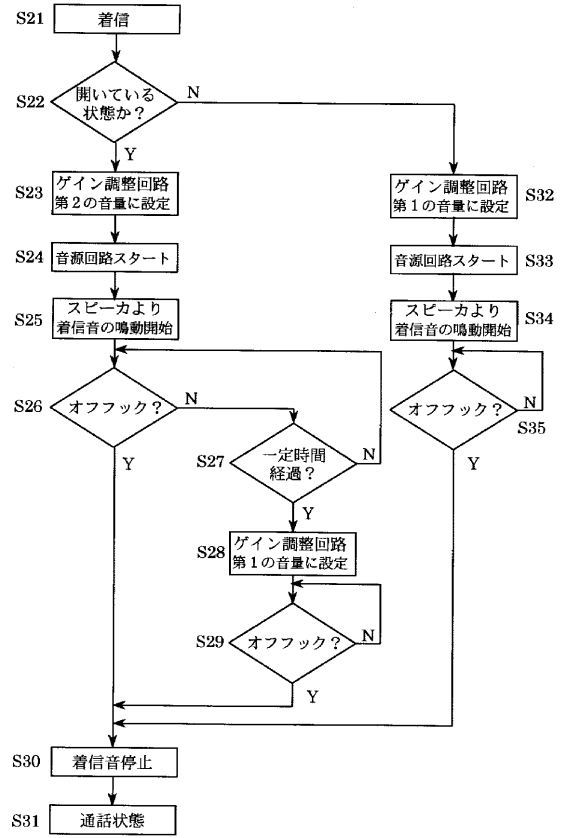 S21
着信
S22
開いている
状態か？
N
Y
S23
ゲイン調整回路
第２の音量に設定
ゲイン調整回路
第１の音量に設定
S32
S24
音源回路スタート
音源回路スタート
S33
S25
スピーカより
着信音の鳴動開始
スピーカより
着信音の鳴動開始
S34
S26
オフフック？
N
Y
オフフック？
N
S35
Y
S27
一定時間
経過？
N
Y
S28
ゲイン調整回路
第１の音量に設定
S29
オフフック？
N
Y
S30
着信音停止
S31
通話状態